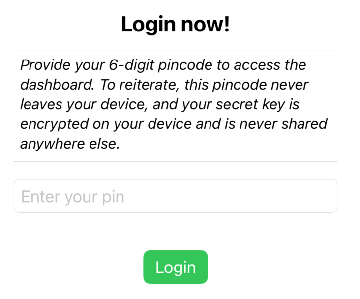 Login now!
Provide your 6-digit pincode to access the
dashboard. To reiterate, this pincode never
leaves your device, and your secret key is
encrypted on your device and is never shared
anywhere else.
Enter your pin
Login